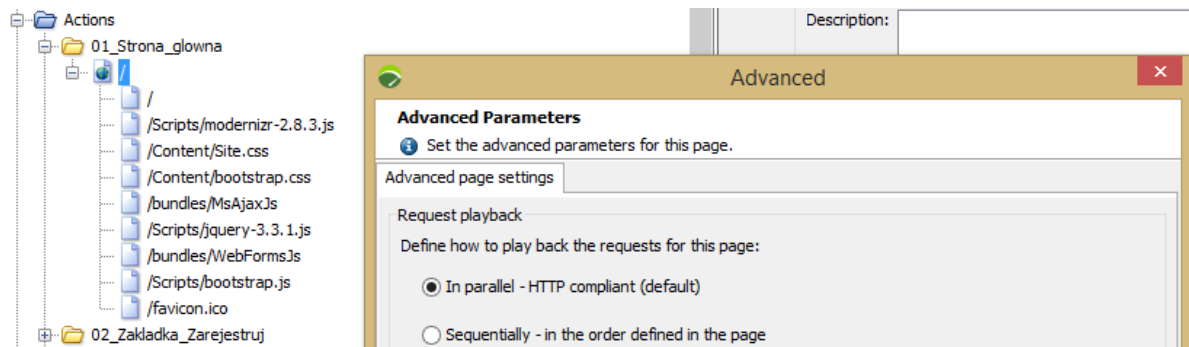 Actions
01_Strona_glowna
/
/
/Scripts/modernizr-2.8.3.js
/Content/Site.css
/Content/bootstrap.css
/bundles/MsAjaxJs
/Scripts/jquery-3.3.1.js
/bundles/WebFormsJs
/Scripts/bootstrap.js
/favicon.ico
02_Zakladka_Zarejestruj
Description:
Advanced
Advanced Parameters
Set the advanced parameters for this page.
Advanced page settings
Request playback
Define how to play back the requests for this page:
In parallel - HTTP compliant (default)
Sequentially - in the order defined in the page